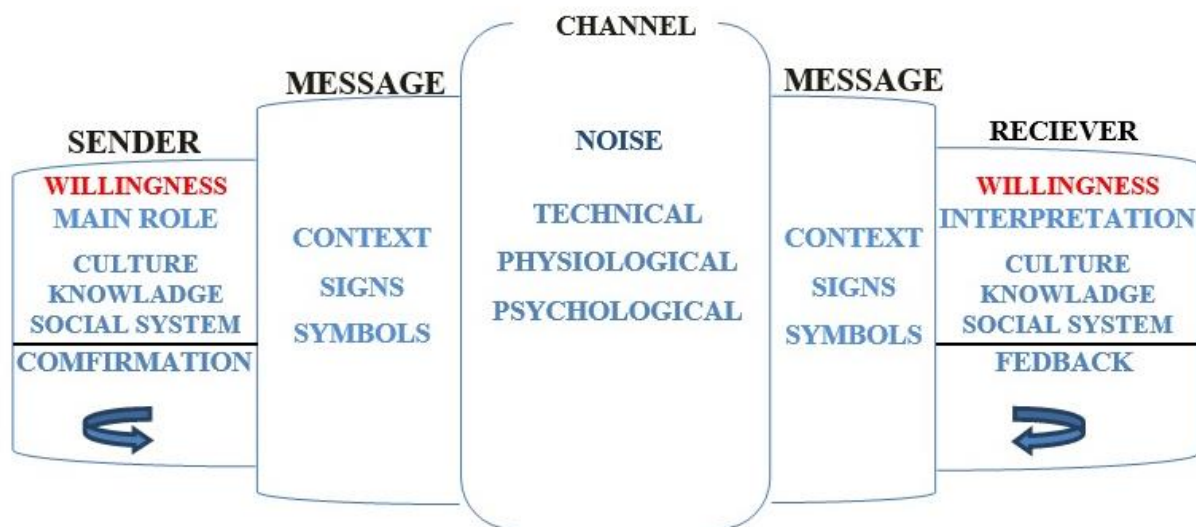 CHANNEL
MESSAGE
MESSAGE
SENDER
RECIEVER
WILLINGNESS
MAIN ROLE
CULTURE
KNOWLADGE
SOCIAL SYSTEM
COMFIRMATION
CONTEXT
SIGNS
SYMBOLS
NOISE
TECHNICAL
PHYSIOLOGICAL
PSYCHOLOGICAL
CONTEXT
SIGNS
SYMBOLS
WILLINGNESS
INTERPRETATION
CULTURE
KNOWLADGE
SOCIAL SYSTEM
FEDBACK